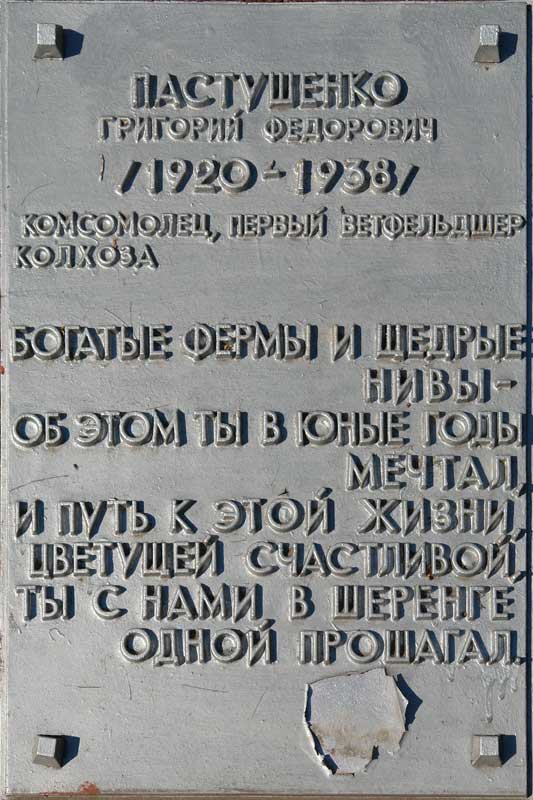 ПАСТУШЕНКО
ГРИГОРИЙ ФЕДОРОВИЧ
/1920-1938/
КОМСОМОЛЕЦ, ПЕРВЫЙ ВЕТФЕЛЬДШЕР
КОЛХОЗА
БОГАТЫЕ ФЕРМЫ И ЩЕДРЫЕ
НИВЫ-
ОБ ЭТОМ ТЫ В ЮНЫЕ ГОДЫ
МЕЧТАЛ,
И ПУТЬ К ЭТОЙ ЖИЗНИ,
ЦВЕТУЩЕЙ СЧАСТЛИВОЙ,
ТЫ С НАМИ, В ШЕРЕНГЕ
ОДНОЙ ПРОШАГАЛ.